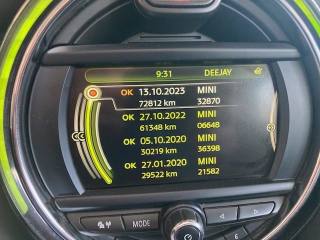 9:31 DEEJAY
OK 13.10.2023 MINI
72812 km 32870
OK 27.10.2022 MINI
61348 km 06648
OK 05.10.2020 MINI
30219 km 36398
OK 27.01.2020 MINI
29522 km 21582
MODE
6